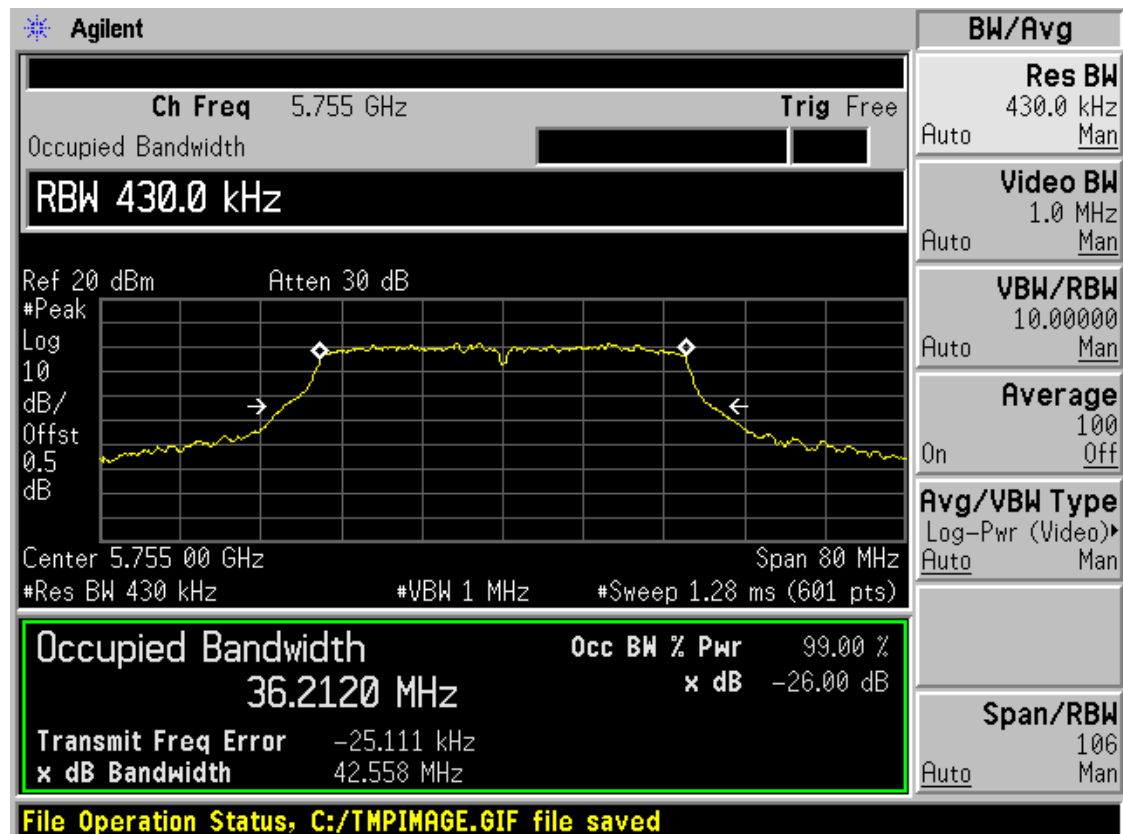 Agilent
Ch Freq 5.755 GHz Trig Free
Occupied Bandwidth
RBW 430.0 kHz
Ref 20 dBm Atten 30 dB
#Peak
Log
10
dB/
Offst
0.5
dB
Center 5.755 00 GHz Span 80 MHz
#Res BW 430 kHz #VBW 1 MHz #Sweep 1.28 ms (601 pts)
Occupied Bandwidth
36.2120 MHz
Occ BW % Pwr 99.00 %
x dB -26.00 dB
Transmit Freq Error -25.111 kHz
x dB Bandwidth 42.558 MHz
File Operation Status, C:/TMPIMAGE.GIF file saved
BW/Avg
Res BW
430.0 kHz
Auto Man
Video BW
1.0 MHz
Auto Man
VBW/RBW
10.00000
Auto Man
Average
100
On Off
Avg/VBW Type
Log-Pwr (Video)
Auto Man
Span/RBW
106
Auto Man